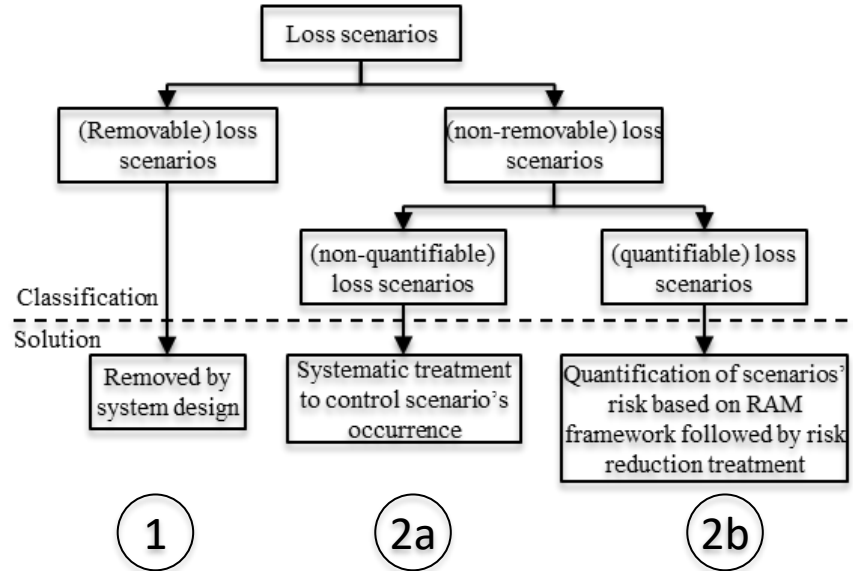 Loss scenarios
(Removable) loss
scenarios
(non-removable) loss
scenarios
(non-quantifiable)
loss scenarios
(quantifiable) loss
scenarios
Classification
Solution
Removed by
system design
Systematic treatment
to control scenario's
occurrence
Quantification of scenarios'
risk based on RAM
framework followed by risk
reduction treatment
1
2a
2b